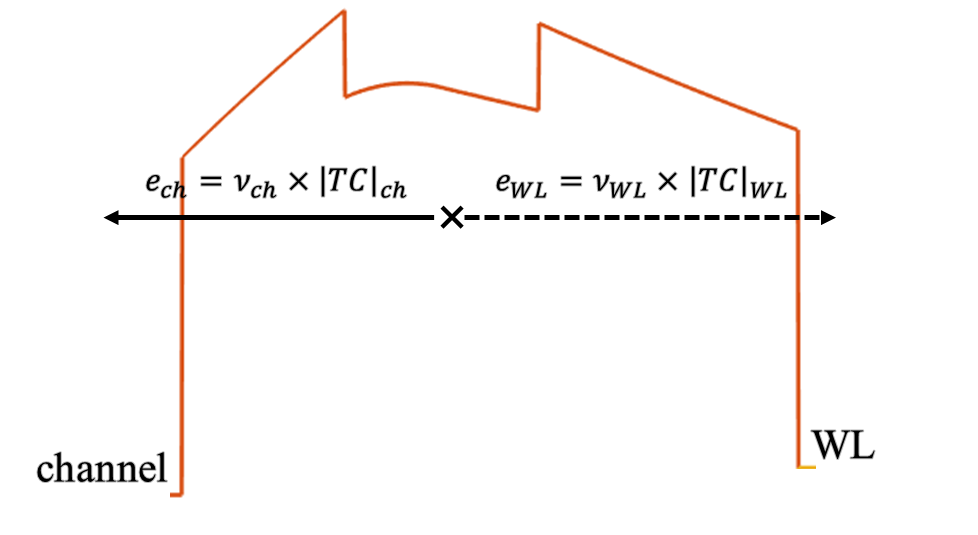 e_ch = ν_ch × |TC|_ch
e_WL = ν_WL × |TC|_WL
channel
WL